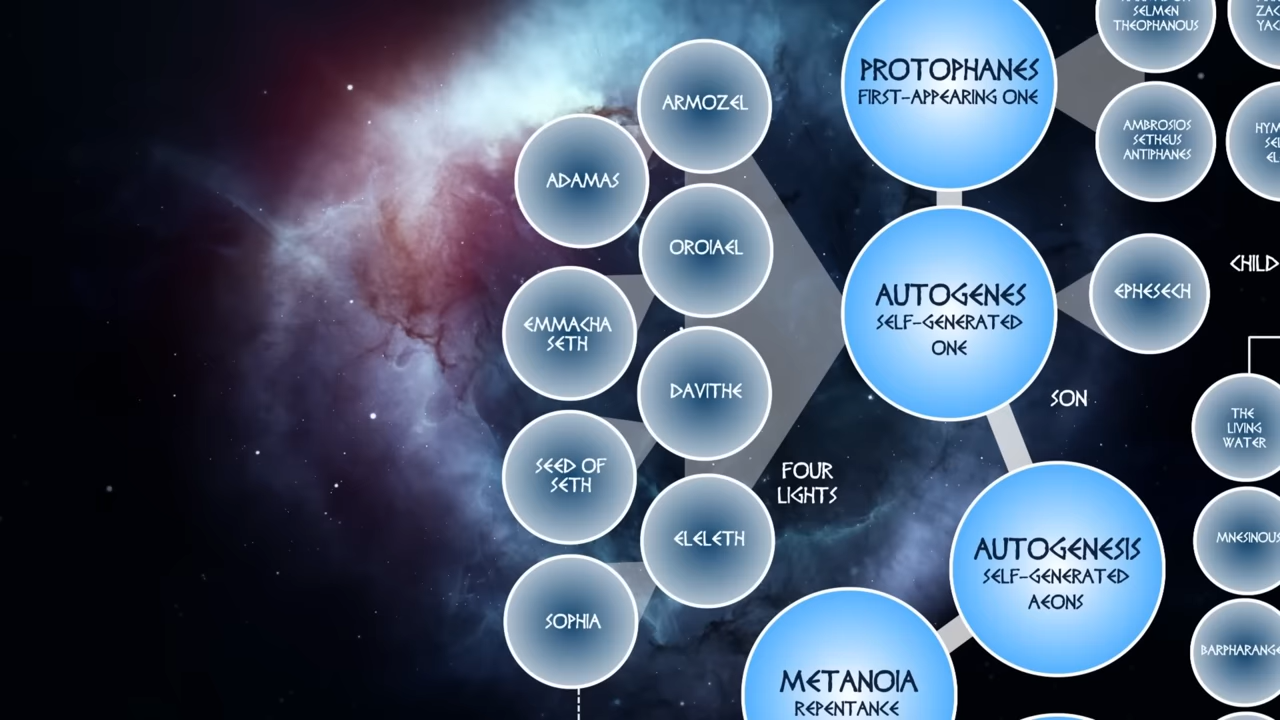 SELMEN
THEOPHANOUS
ARMOZEL
PROTOPHANES
FIRST-APPEARING ONE
AMBROSIOS
SETHEUS
ANTIPHANES
ADAMAS
OROIAEL
EMMACHA
SETH
AUTOGENES
SELF-GENERATED
ONE
EPHESECH
CHILD
DAVITHE
SON
THE
LIVING
WATER
SEED OF
SETH
FOUR
LIGHTS
ELELETH
AUTOGENESIS
SELF-GENERATED
AEONS
MNESINOUS
SOPHIA
METANOIA
REPENTANCE
BARPHARANGE